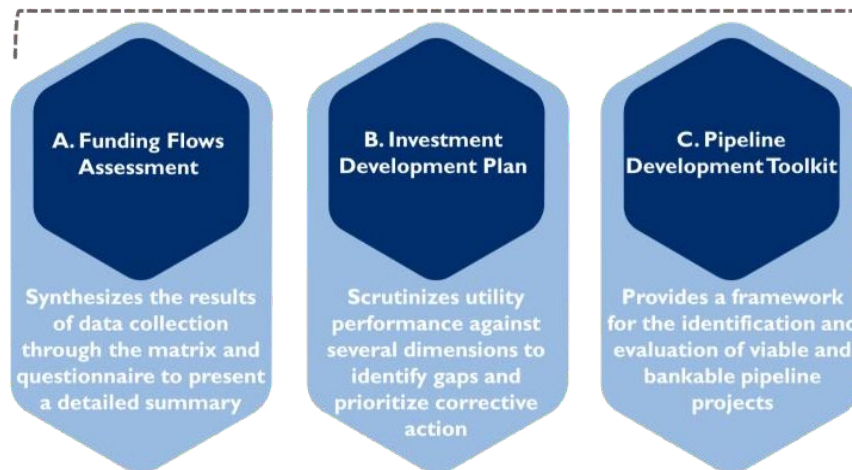 A. Funding Flows
Assessment
Synthesizes the results
of data collection
through the matrix and
questionnaire to present
a detailed summary
B. Investment
Development Plan
Scrutinizes utility
performance against
several dimensions to
identify gaps and
prioritize corrective
action
C. Pipeline
Development Toolkit
Provides a framework
for the identification and
evaluation of viable and
bankable pipeline
projects